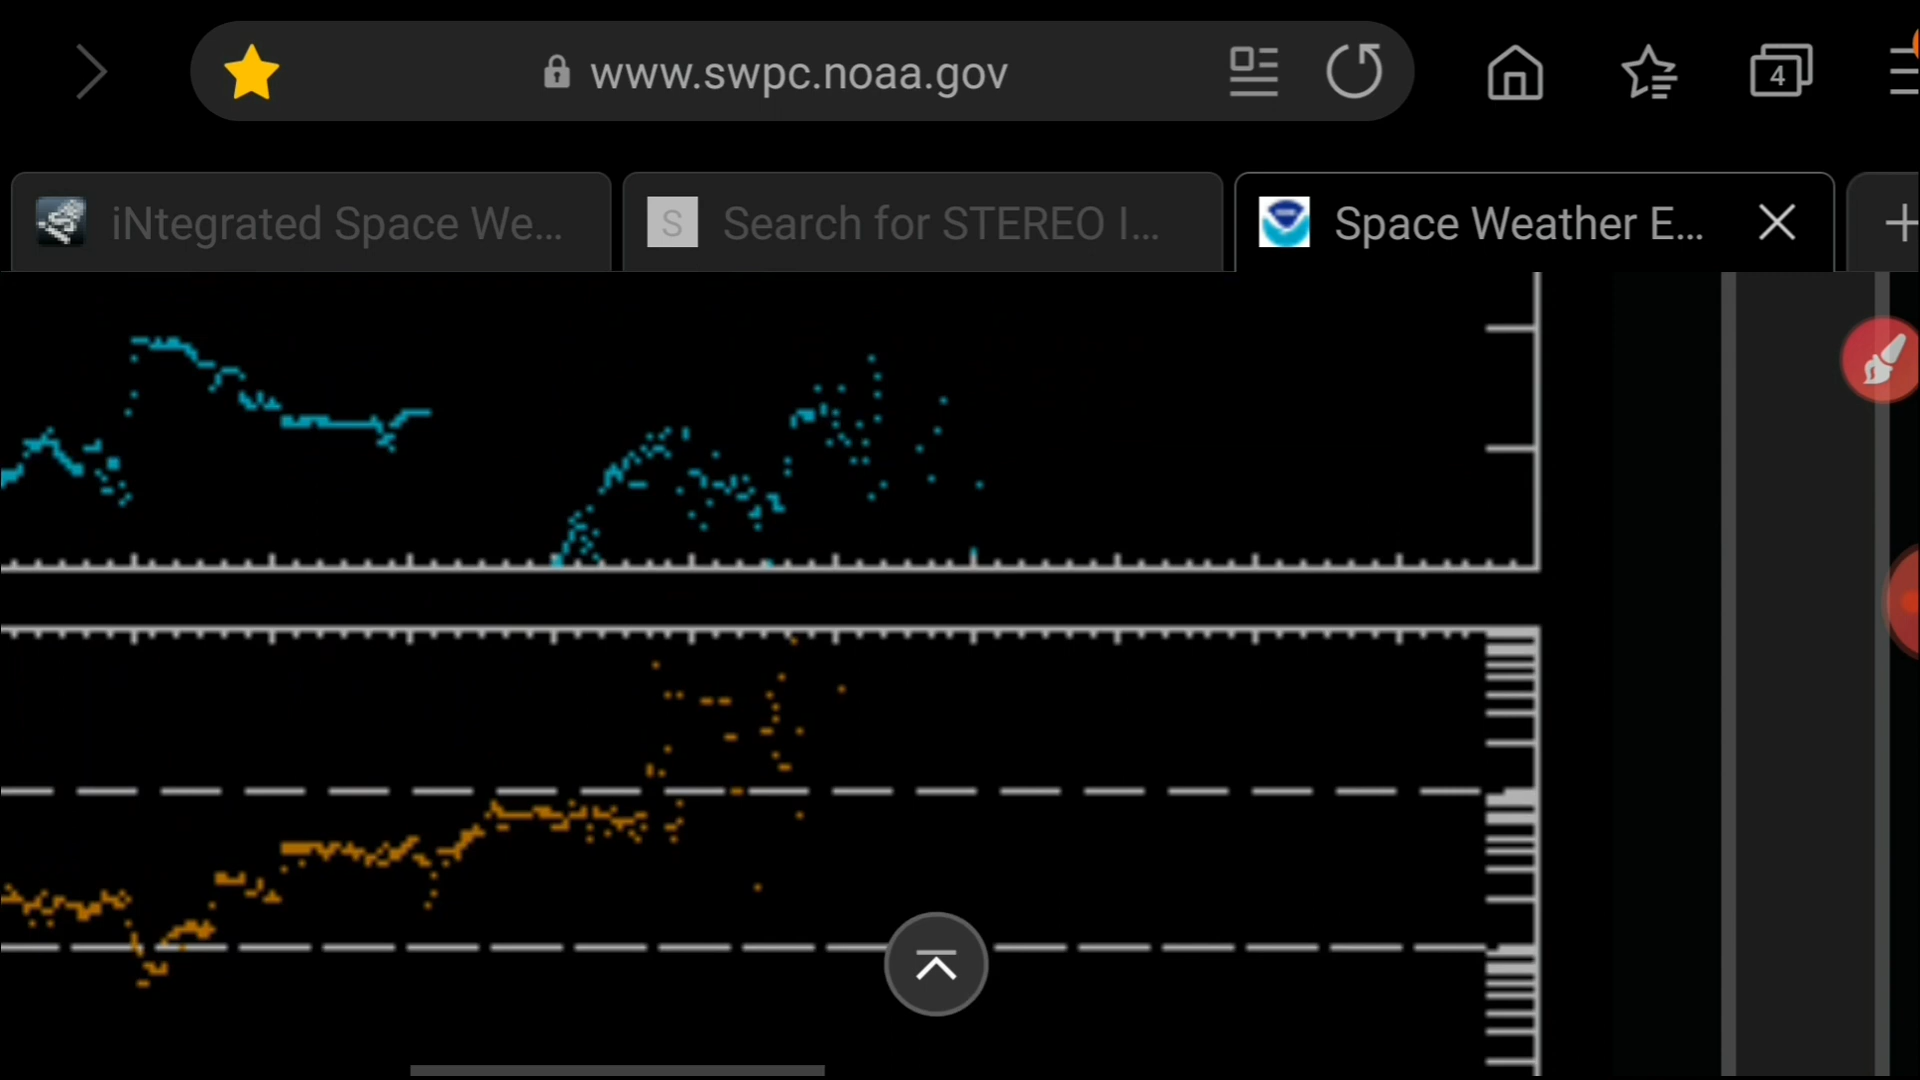 www.swpc.noaa.gov
4
iNtegrated Space We...
S
Search for STEREO I...
Space Weather E...